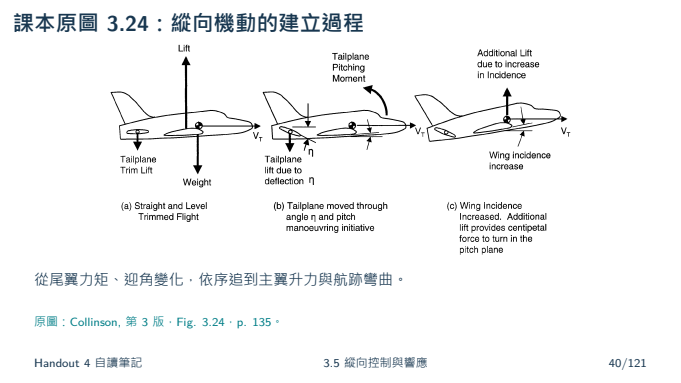 課本原圖 3.24：縱向機動的建立過程
Lift
Tailplane
Trim Lift
Weight
V_T
(a) Straight and Level
Trimmed Flight
Tailplane
Pitching
Moment
V_T
Tailplane
lift due to
deflection η
η
(b) Tailplane moved through
angle η and pitch
manoeuvring initiative
Additional Lift
due to increase
in Incidence
V_T
Wing incidence
increase
(c) Wing Incidence
Increased. Additional
lift provides centipetal
force to turn in the
pitch plane
從尾翼力矩、迎角變化，依序追到主翼升力與航跡彎曲。
原圖：Collinson, 第 3 版，Fig. 3.24，p. 135。
Handout 4 自讀筆記
3.5 縱向控制與響應
40/121